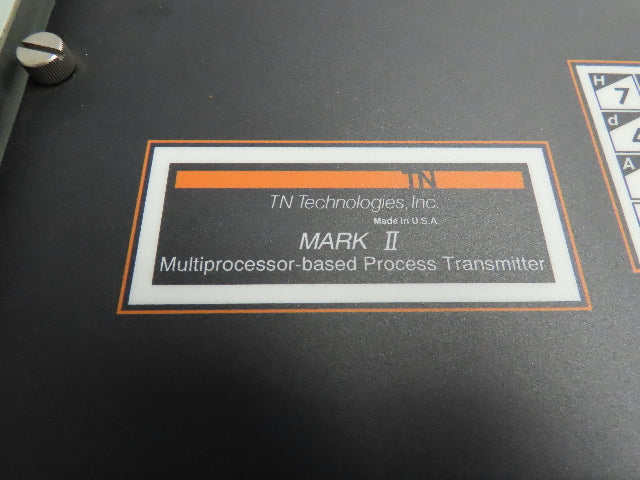 TN
TN Technologies, Inc.
Made in U.S.A.
MARK II
Multiprocessor-based Process Transmitter
H
7
d
A